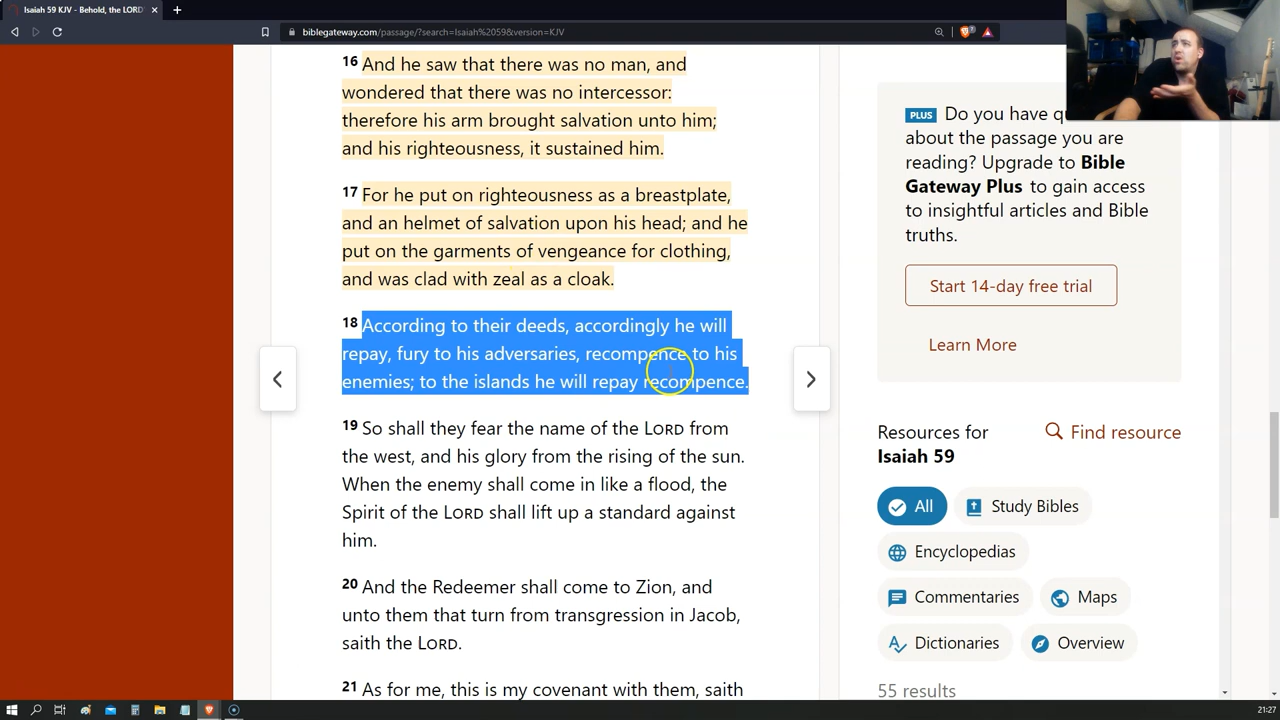 Isaiah 59 KJV - Behold, the LORD'
biblegateway.com/passage/?search=Isaiah%2059&version=KJV
16 And he saw that there was no man, and
wondered that there was no intercessor:
therefore his arm brought salvation unto him;
and his righteousness, it sustained him.
17 For he put on righteousness as a breastplate,
and an helmet of salvation upon his head; and he
put on the garments of vengeance for clothing,
and was clad with zeal as a cloak.
18 According to their deeds, accordingly he will
repay, fury to his adversaries, recompence to his
enemies; to the islands he will repay recompence.
19 So shall they fear the name of the LORD from
the west, and his glory from the rising of the sun.
When the enemy shall come in like a flood, the
Spirit of the LORD shall lift up a standard against
him.
20 And the Redeemer shall come to Zion, and
unto them that turn from transgression in Jacob,
saith the LORD.
21 As for me, this is my covenant with them, saith
PLUS Do you have qu
about the passage you are
reading? Upgrade to Bible
Gateway Plus to gain access
to insightful articles and Bible
truths.
Start 14-day free trial
Learn More
Resources for
Isaiah 59
Find resource
All
Study Bibles
Encyclopedias
Commentaries
Maps
Dictionaries
Overview
55 results
21:27